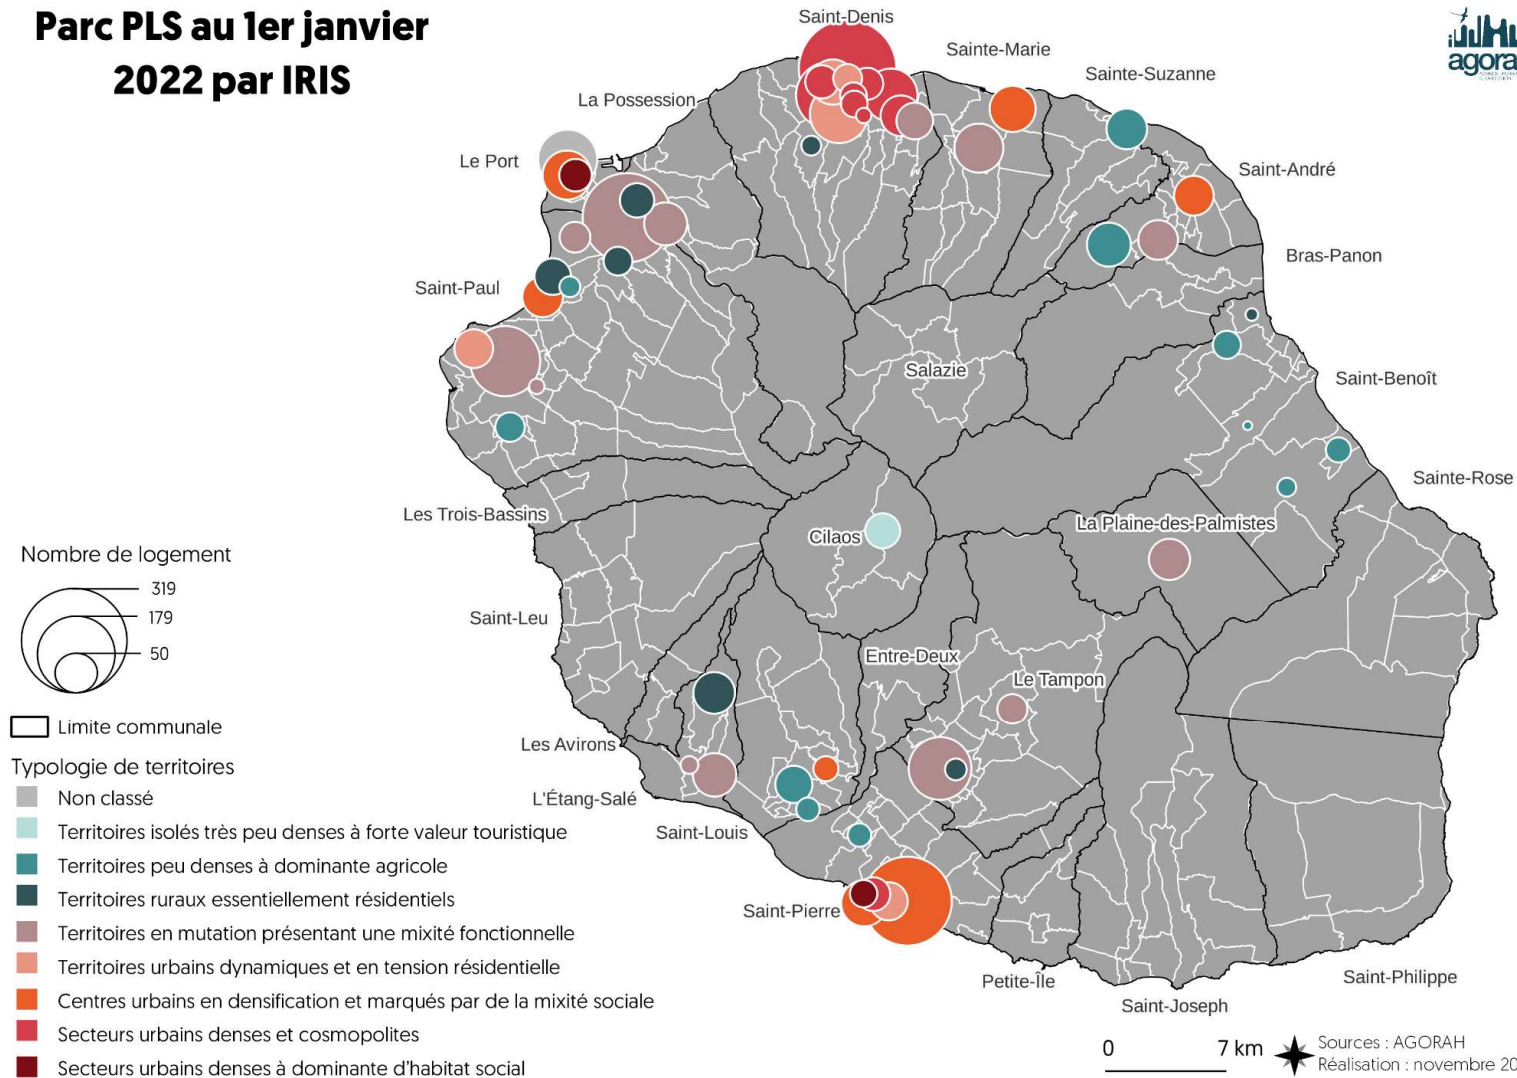 Parc PLS au 1er janvier
2022 par IRIS
agora
Saint-Denis
Sainte-Marie
Sainte-Suzanne
La Possession
Le Port
Saint-André
Bras-Panon
Saint-Paul
Salazie
Saint-Benoît
Sainte-Rose
Les Trois-Bassins
Cilaos
La Plaine-des-Palmistes
Saint-Leu
Entre-Deux
Le Tampon
Les Avirons
L'Étang-Salé
Saint-Louis
Saint-Pierre
Petite-Île
Saint-Joseph
Saint-Philippe
Nombre de logement
319
179
50
Limite communale
Typologie de territoires
Non classé
Territoires isolés très peu denses à forte valeur touristique
Territoires peu denses à dominante agricole
Territoires ruraux essentiellement résidentiels
Territoires en mutation présentant une mixité fonctionnelle
Territoires urbains dynamiques et en tension résidentielle
Centres urbains en densification et marqués par de la mixité sociale
Secteurs urbains denses et cosmopolites
Secteurs urbains denses à dominante d'habitat social
0 7 km
Sources : AGORAH
Réalisation : novembre 20